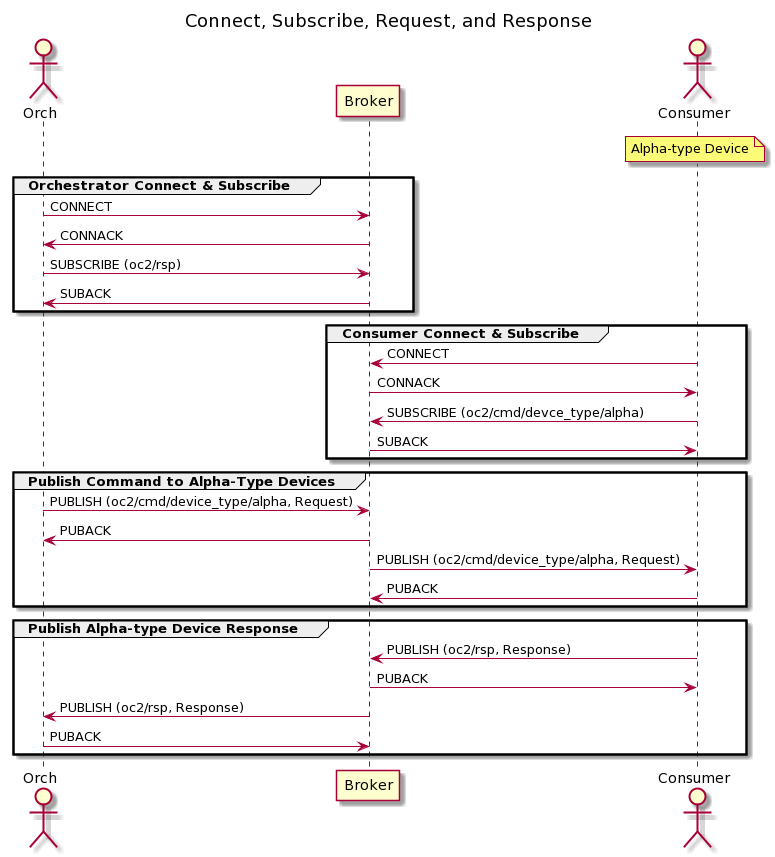 Connect, Subscribe, Request, and Response
Orch
Broker
Consumer
Alpha-type Device
Orchestrator Connect & Subscribe
CONNECT
CONNACK
SUBSCRIBE (oc2/rsp)
SUBACK
Consumer Connect & Subscribe
CONNECT
CONNACK
SUBSCRIBE (oc2/cmd/devce_type/alpha)
SUBACK
Publish Command to Alpha-Type Devices
PUBLISH (oc2/cmd/device_type/alpha, Request)
PUBACK
PUBLISH (oc2/cmd/device_type/alpha, Request)
PUBACK
Publish Alpha-type Device Response
PUBLISH (oc2/rsp, Response)
PUBACK
PUBLISH (oc2/rsp, Response)
PUBACK
Orch
Broker
Consumer